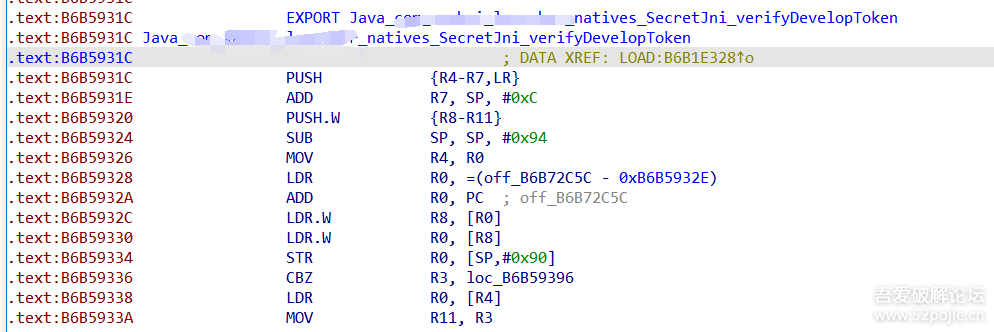 .text:B6B5931C
.text:B6B5931C EXPORT Java_ _natives_SecretJni_verifyDevelopToken
.text:B6B5931C Java_ _natives_SecretJni_verifyDevelopToken
.text:B6B5931C ; DATA XREF: LOAD:B6B1E328↑o
.text:B6B5931C PUSH {R4-R7,LR}
.text:B6B5931E ADD R7, SP, #0xC
.text:B6B59320 PUSH.W {R8-R11}
.text:B6B59324 SUB SP, SP, #0x94
.text:B6B59326 MOV R4, R0
.text:B6B59328 LDR R0, =(off_B6B72C5C - 0xB6B5932E)
.text:B6B5932A ADD R0, PC ; off_B6B72C5C
.text:B6B5932C LDR.W R8, [R0]
.text:B6B59330 LDR.W R0, [R8]
.text:B6B59334 STR R0, [SP,#0x90]
.text:B6B59336 CBZ R3, loc_B6B59396
.text:B6B59338 LDR R0, [R4]
.text:B6B5933A MOV R11, R3
吾爱破解论坛
www.52pojie.cn